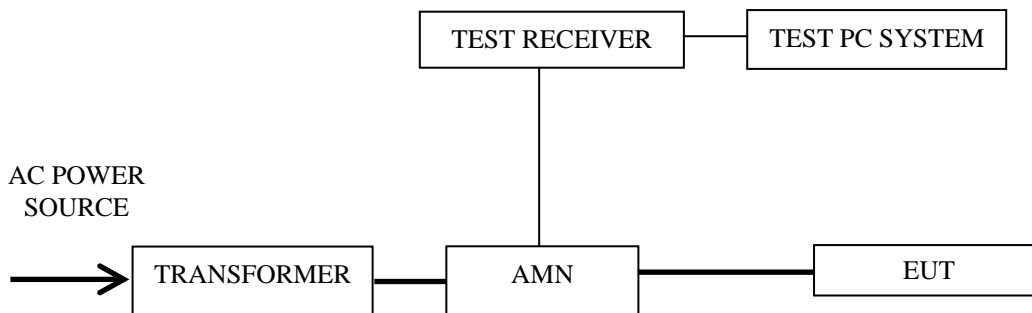 TEST RECEIVER
TEST PC SYSTEM
AC POWER
SOURCE
TRANSFORMER
AMN
EUT